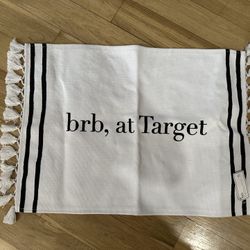 brb, at Target